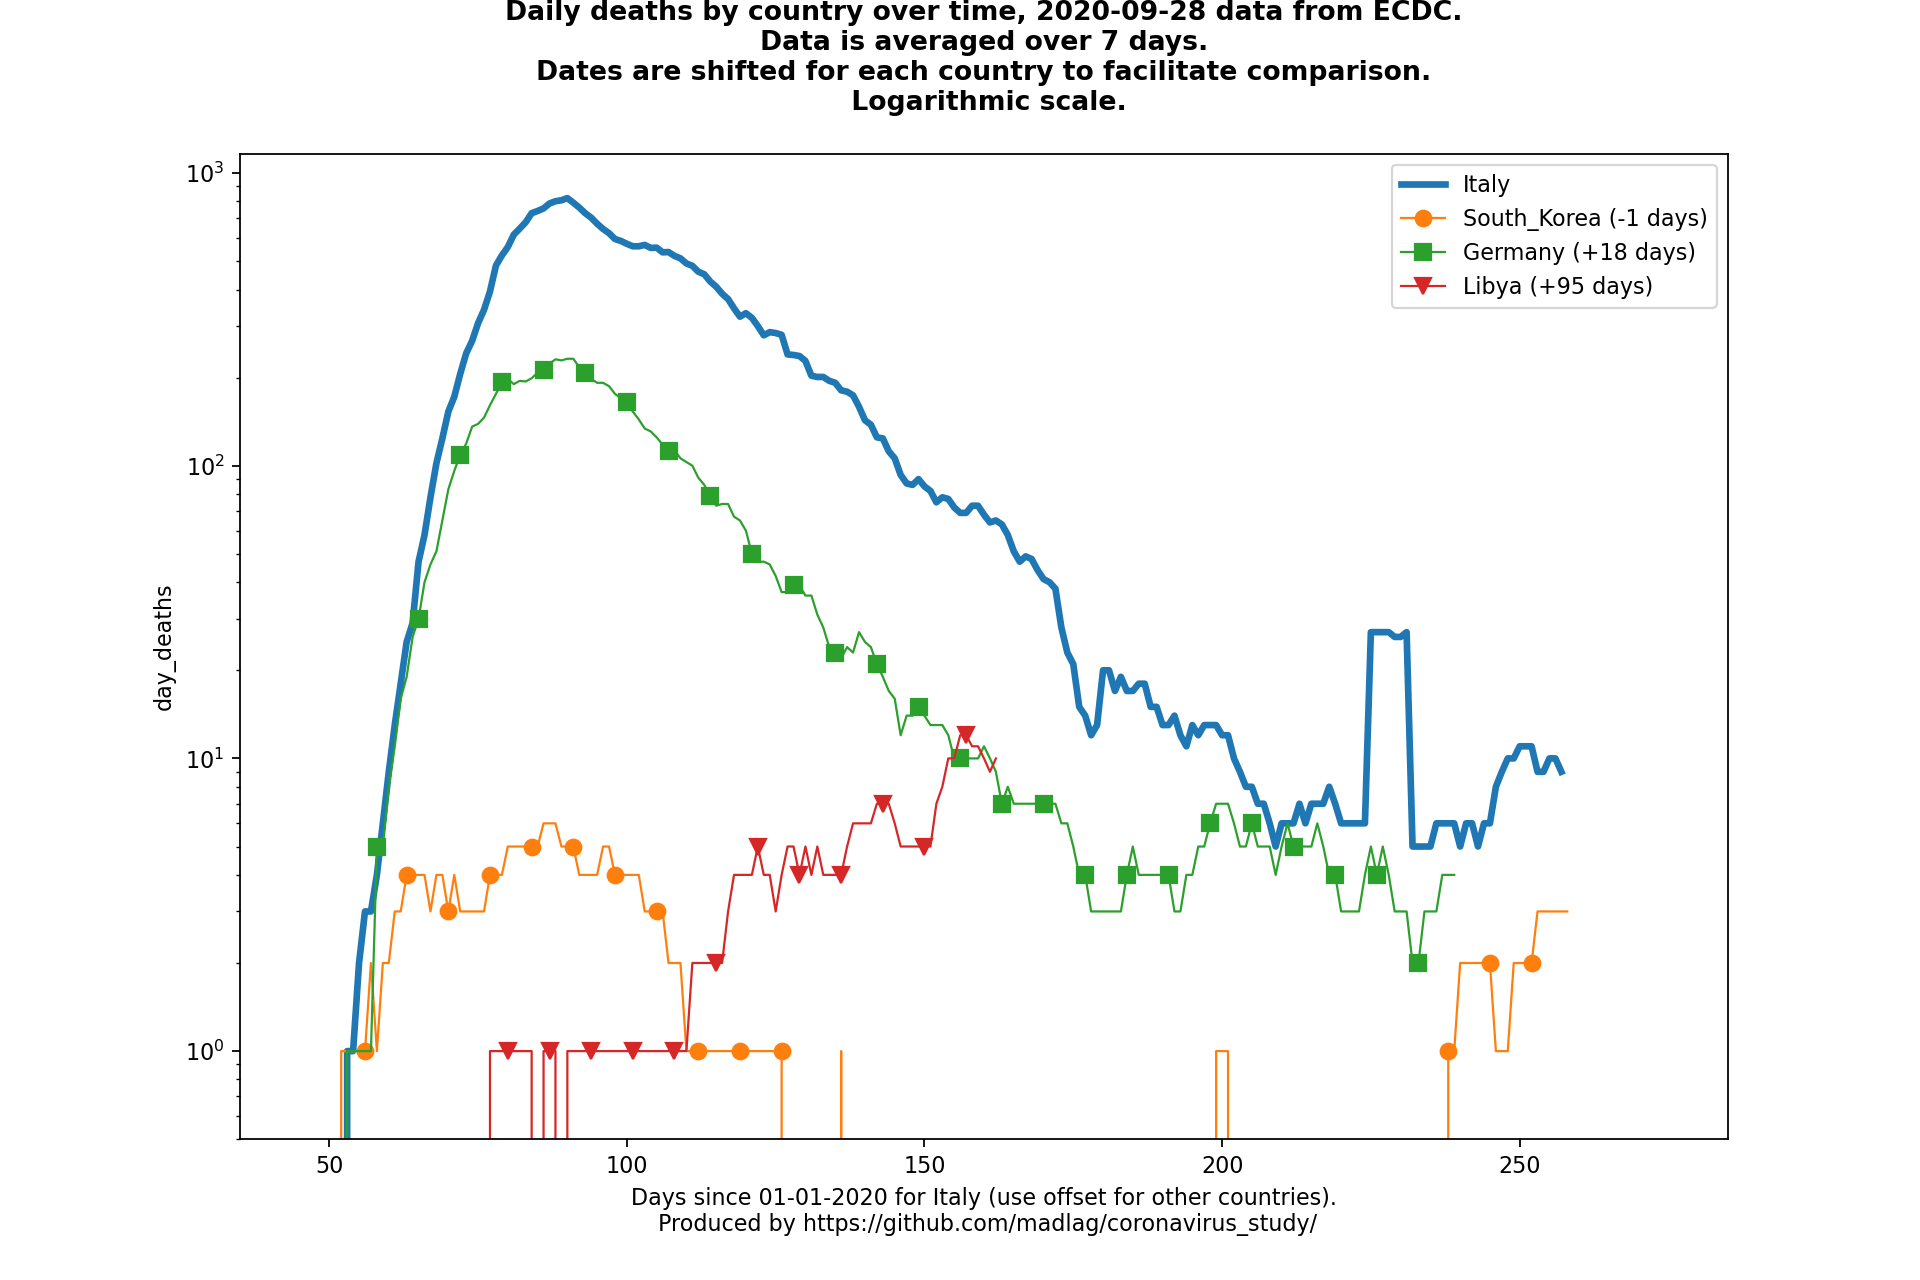 Daily deaths by country over time, 2020-09-28 data from ECDC.
Data is averaged over 7 days.
Dates are shifted for each country to facilitate comparison.
Logarithmic scale.
10³
10²
10¹
10⁰
day_deaths
Italy
South_Korea (-1 days)
Germany (+18 days)
Libya (+95 days)
50 100 150 200 250
Days since 01-01-2020 for Italy (use offset for other countries).
Produced by https://github.com/madlag/coronavirus_study/